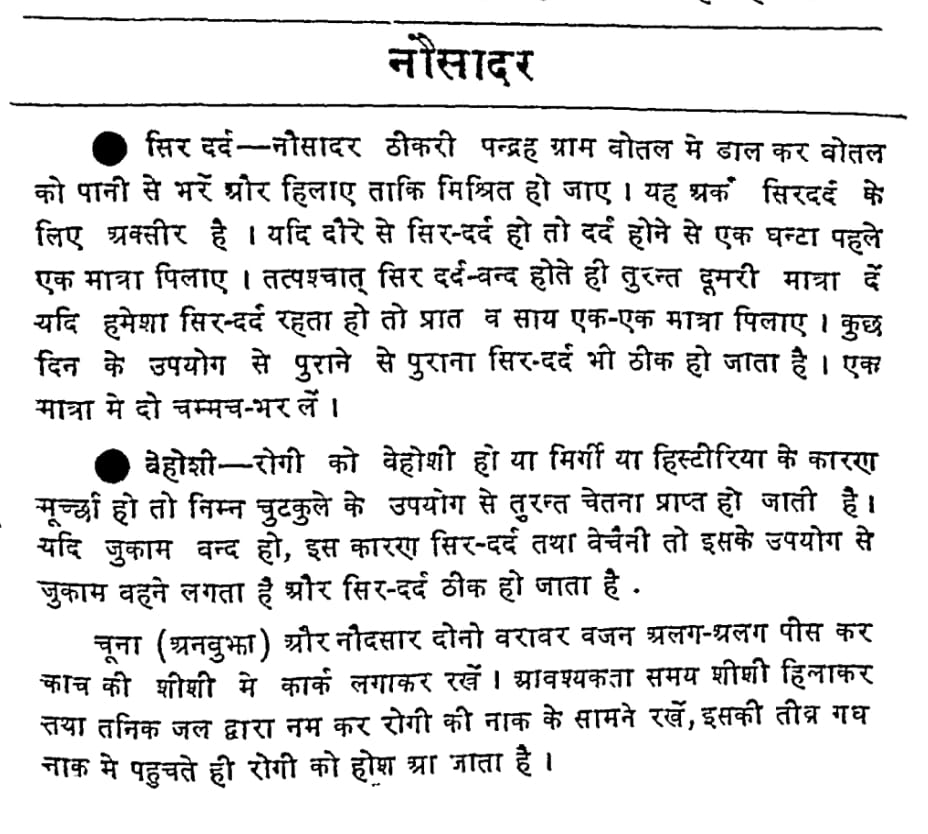 नौसादर
● सिर दर्द—नौसादर ठीकरी पन्द्रह ग्राम वोतल मे डाल कर वोतल
को पानी से भरें और हिलाए ताकि मिश्रित हो जाए । यह अर्क सिरदर्द के
लिए अक्सीर है । यदि दौरे से सिर-दर्द हो तो दर्द होने से एक घन्टा पहले
एक मात्रा पिलाए । तत्पश्चात् सिर दर्द-वन्द होते ही तुरन्त दूमरी मात्रा दें
यदि हमेशा सिर-दर्द रहता हो तो प्रात व साय एक-एक मात्रा पिलाए । कुछ
दिन के उपयोग से पुराने से पुराना सिर-दर्द भी ठीक हो जाता है । एक
मात्रा मे दो चम्मच-भर लें ।
● बेहोशी—रोगी को वेहोशी हो या मिर्गी या हिस्टीरिया के कारण
मूर्च्छा हो तो निम्न चुटकुले के उपयोग से तुरन्त चेतना प्राप्त हो जाती है ।
यदि जुकाम वन्द हो, इस कारण सिर-दर्द तथा वेचैनी तो इसके उपयोग से
जुकाम वहने लगता है और सिर-दर्द ठीक हो जाता है .
चूना (अनवुझा) और नौदसार दोनो वरावर वजन अलग-अलग पीस कर
काच की शीशी मे कार्क लगाकर रखें । आवश्यकता समय शीशी हिलाकर
तथा तनिक जल द्वारा नम कर रोगी की नाक के सामने रखें, इसकी तीव्र गध
नाक मे पहुचते ही रोगी को होश आ जाता है ।